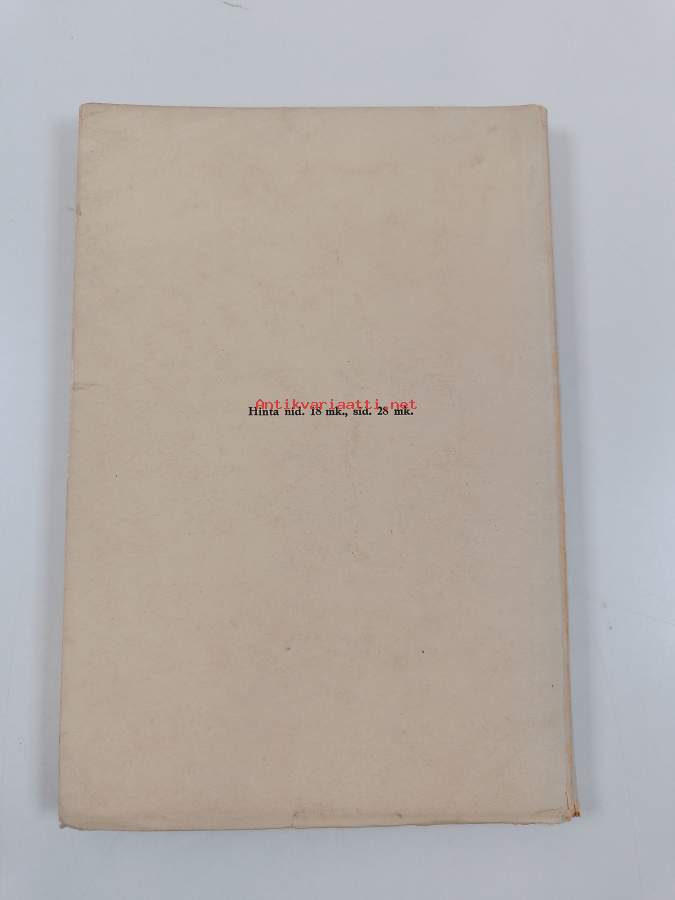 Antikvariaatti.net
Hinta nid. 18 mk., sid. 28 mk.